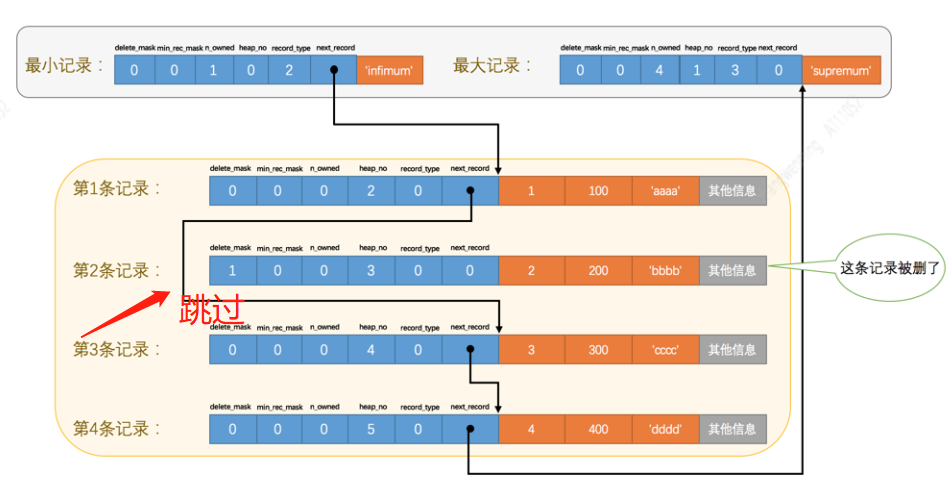 delete_mask min_rec_mask n_owned heap_no record_type next_record
最小记录： 0 0 1 0 2 'infimum'
delete_mask min_rec_mask n_owned heap_no record_type next_record
最大记录： 0 0 4 1 3 0 'supremum'
delete_mask min_rec_mask n_owned heap_no record_type next_record
第1条记录： 0 0 0 2 0 1 100 'aaaa' 其他信息
delete_mask min_rec_mask n_owned heap_no record_type next_record
第2条记录： 1 0 0 3 0 0 2 200 'bbbb' 其他信息
这条记录被删了
跳过
delete_mask min_rec_mask n_owned heap_no record_type next_record
第3条记录： 0 0 0 4 0 3 300 'cccc' 其他信息
delete_mask min_rec_mask n_owned heap_no record_type next_record
第4条记录： 0 0 0 5 0 4 400 'dddd' 其他信息